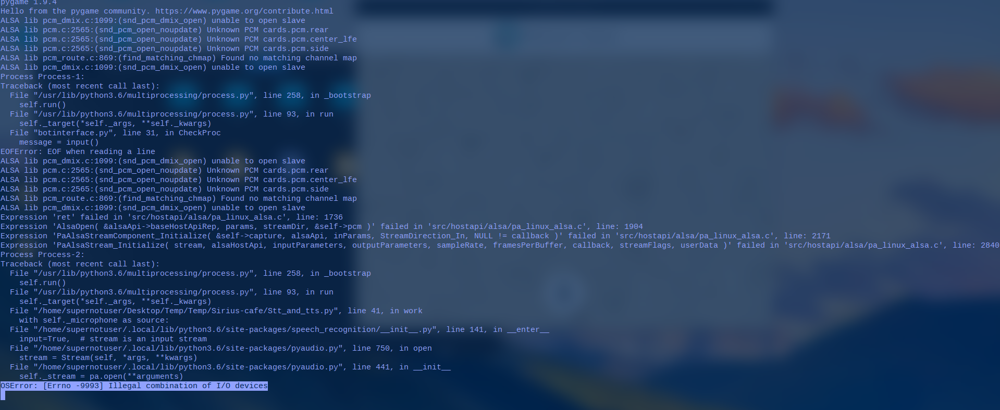 pygame 1.9.4
Hello from the pygame community. https://www.pygame.org/contribute.html
ALSA lib pcm_dmix.c:1099:(snd_pcm_dmix_open) unable to open slave
ALSA lib pcm.c:2565:(snd_pcm_open_noupdate) Unknown PCM cards.pcm.rear
ALSA lib pcm.c:2565:(snd_pcm_open_noupdate) Unknown PCM cards.pcm.center_lfe
ALSA lib pcm.c:2565:(snd_pcm_open_noupdate) Unknown PCM cards.pcm.side
ALSA lib pcm_route.c:869:(find_matching_chmap) Found no matching channel map
ALSA lib pcm_dmix.c:1099:(snd_pcm_dmix_open) unable to open slave
Process Process-1:
Traceback (most recent call last):
  File "/usr/lib/python3.6/multiprocessing/process.py", line 258, in _bootstrap
    self.run()
  File "/usr/lib/python3.6/multiprocessing/process.py", line 93, in run
    self._target(*self._args, **self._kwargs)
  File "botinterface.py", line 31, in CheckProc
    message = input()
EOFError: EOF when reading a line
ALSA lib pcm_dmix.c:1099:(snd_pcm_dmix_open) unable to open slave
ALSA lib pcm.c:2565:(snd_pcm_open_noupdate) Unknown PCM cards.pcm.rear
ALSA lib pcm.c:2565:(snd_pcm_open_noupdate) Unknown PCM cards.pcm.center_lfe
ALSA lib pcm.c:2565:(snd_pcm_open_noupdate) Unknown PCM cards.pcm.side
ALSA lib pcm_route.c:869:(find_matching_chmap) Found no matching channel map
ALSA lib pcm_dmix.c:1099:(snd_pcm_dmix_open) unable to open slave
Expression 'ret' failed in 'src/hostapi/alsa/pa_linux_alsa.c', line: 1736
Expression 'AlsaOpen( &alsaApi->baseHostApiRep, params, streamDir, &self->pcm )' failed in 'src/hostapi/alsa/pa_linux_alsa.c', line: 1904
Expression 'PaAlsaStreamComponent_Initialize( &self->capture, alsaApi, inParams, StreamDirection_In, NULL != callback )' failed in 'src/hostapi/alsa/pa_linux_alsa.c', line: 2171
Expression 'PaAlsaStream_Initialize( stream, alsaHostApi, inputParameters, outputParameters, sampleRate, framesPerBuffer, callback, streamFlags, userData )' failed in 'src/hostapi/alsa/pa_linux_alsa.c', line: 2840
Process Process-2:
Traceback (most recent call last):
  File "/usr/lib/python3.6/multiprocessing/process.py", line 258, in _bootstrap
    self.run()
  File "/usr/lib/python3.6/multiprocessing/process.py", line 93, in run
    self._target(*self._args, **self._kwargs)
  File "/home/supernotuser/Desktop/Temp/Temp/Sirius-cafe/Stt_and_tts.py", line 41, in work
    with self._microphone as source:
  File "/home/supernotuser/.local/lib/python3.6/site-packages/speech_recognition/__init__.py", line 141, in __enter__
    input=True,  # stream is an input stream
  File "/home/supernotuser/.local/lib/python3.6/site-packages/pyaudio.py", line 750, in open
    stream = Stream(self, *args, **kwargs)
  File "/home/supernotuser/.local/lib/python3.6/site-packages/pyaudio.py", line 441, in __init__
    self._stream = pa.open(**arguments)
OSError: [Errno -9993] Illegal combination of I/O devices